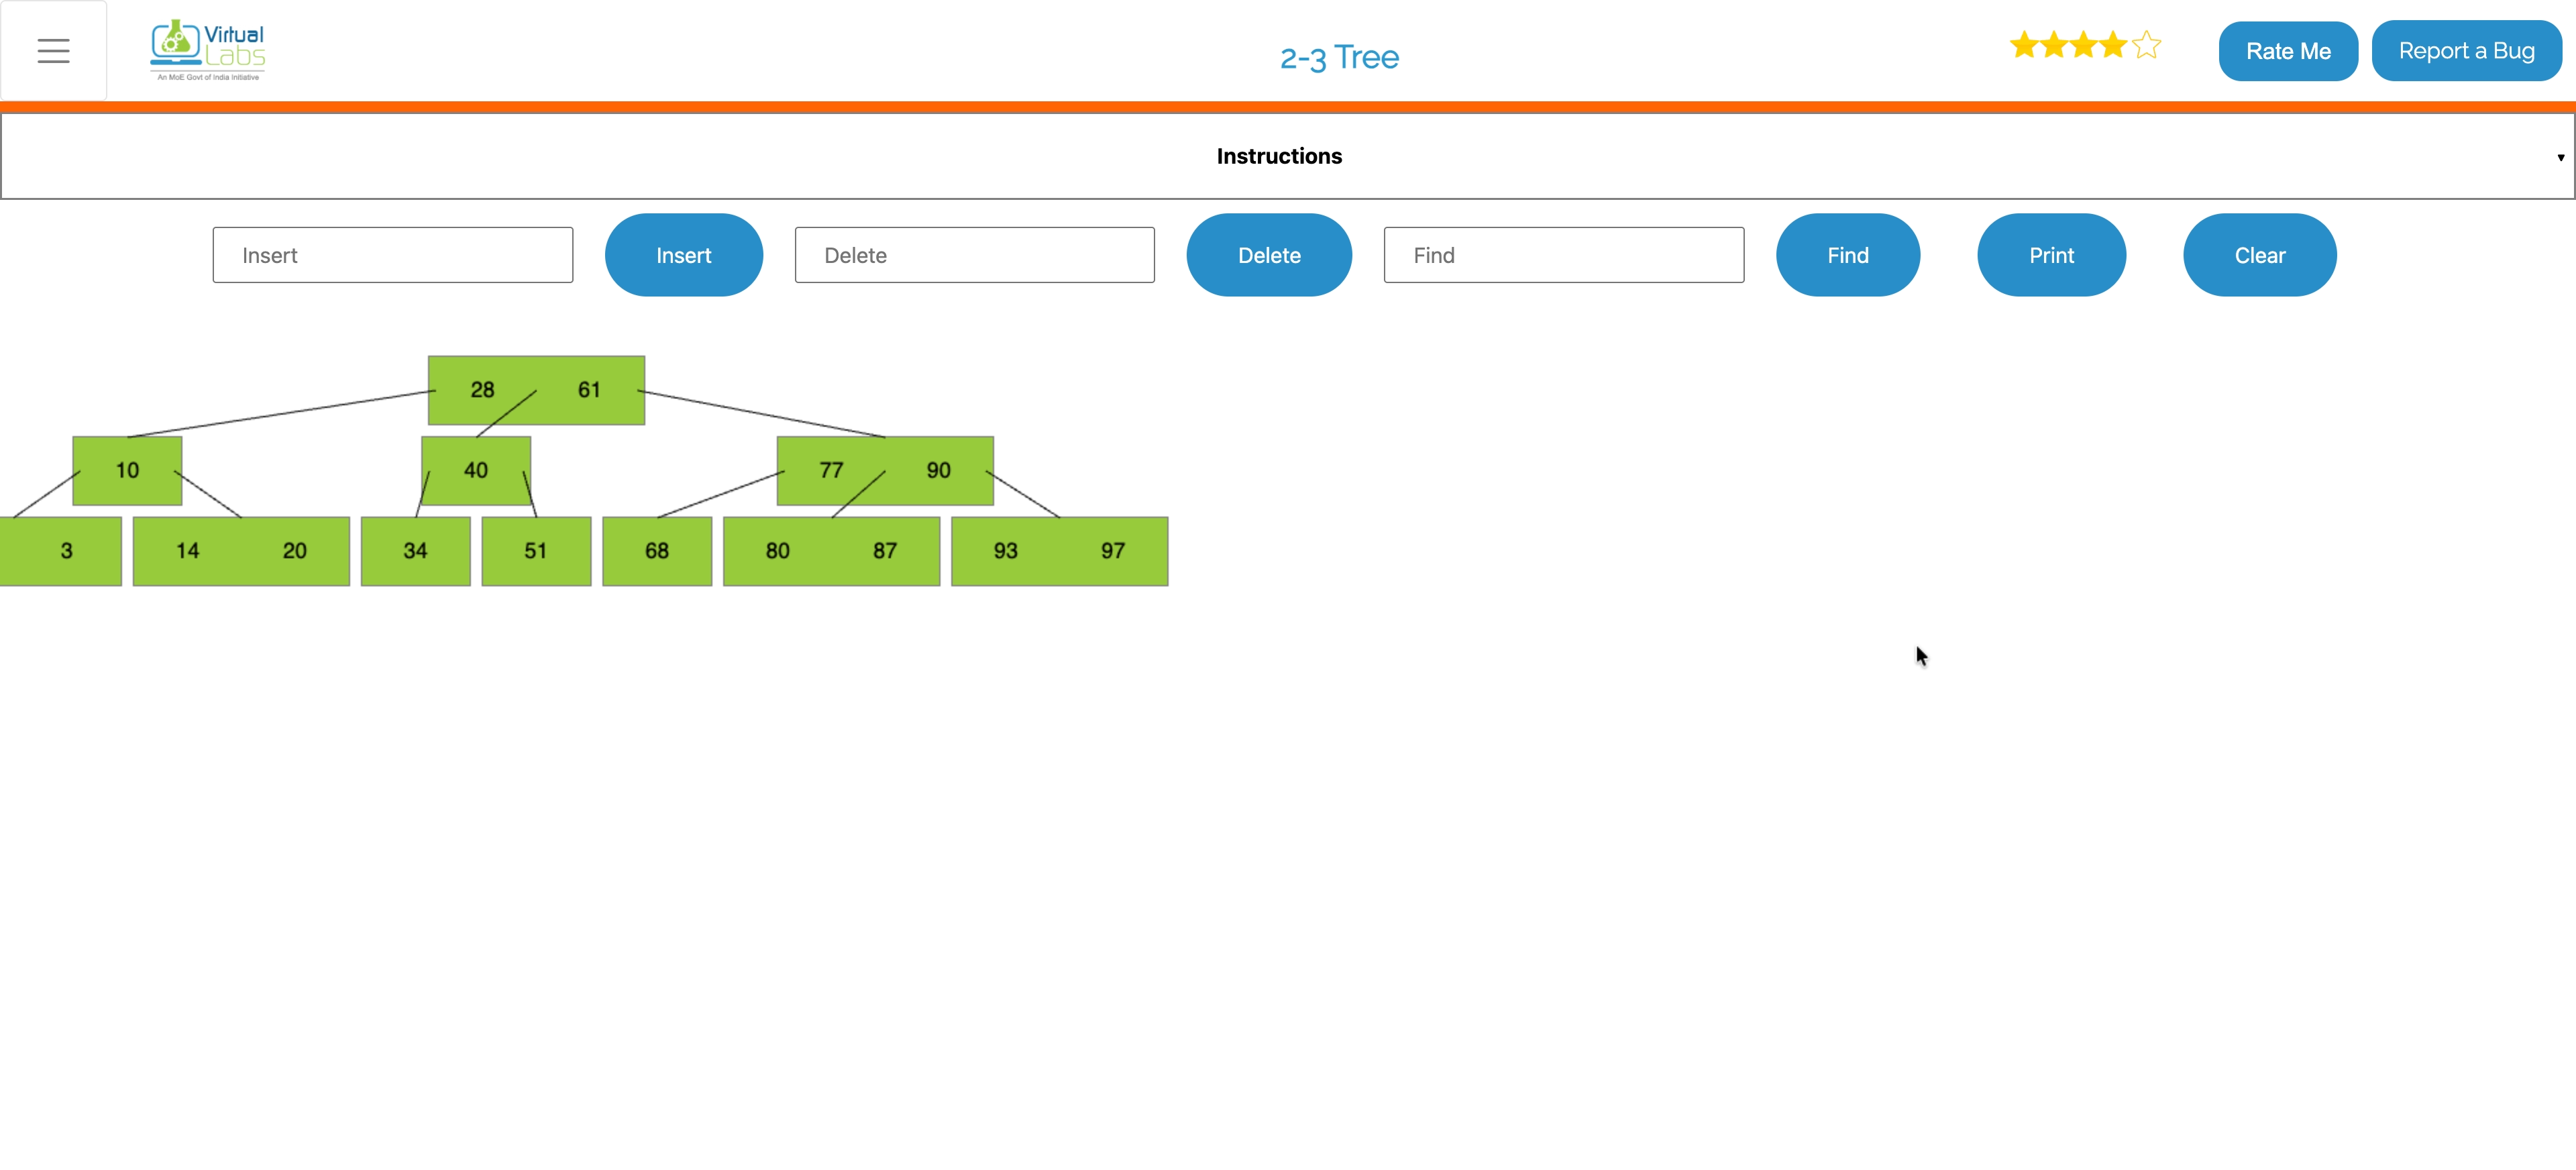 Virtual
Labs
An MoE Govt of India Initiative
2-3 Tree
Rate Me
Report a Bug
Instructions
Insert Insert Delete Delete Find Find Print Clear
28 61
10 40 77 90
3 14 20 34 51 68 80 87 93 97